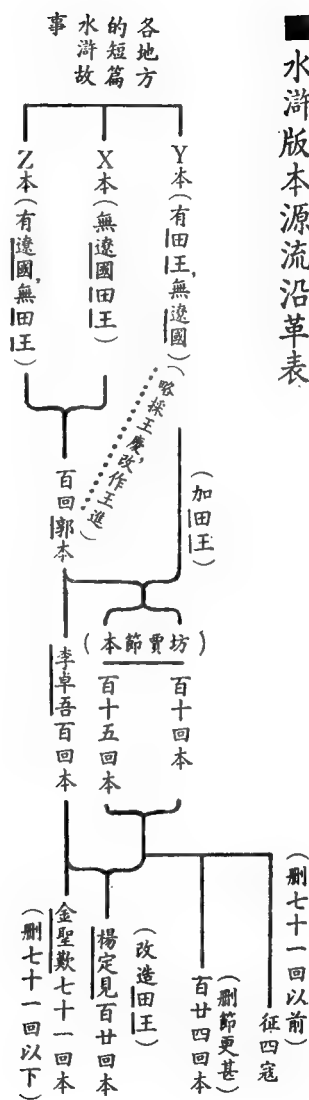 水滸版本源流沿革表
各地方
的短篇
水滸故
事
Y本(有田王,無遼國)
X本(無遼國田王)
Z本(有遼國,無田王)
(略採王慶,改作王進)
百回郭本
(加田王)
(坊賈節本)
百十回本
百十五回本
李卓吾百回本
(刪七十一回以前)
征四寇
(刪節更甚)
百廿四回本
(改造田王)
楊定見百廿回本
金聖歎七十一回本
(刪七十一回以下)